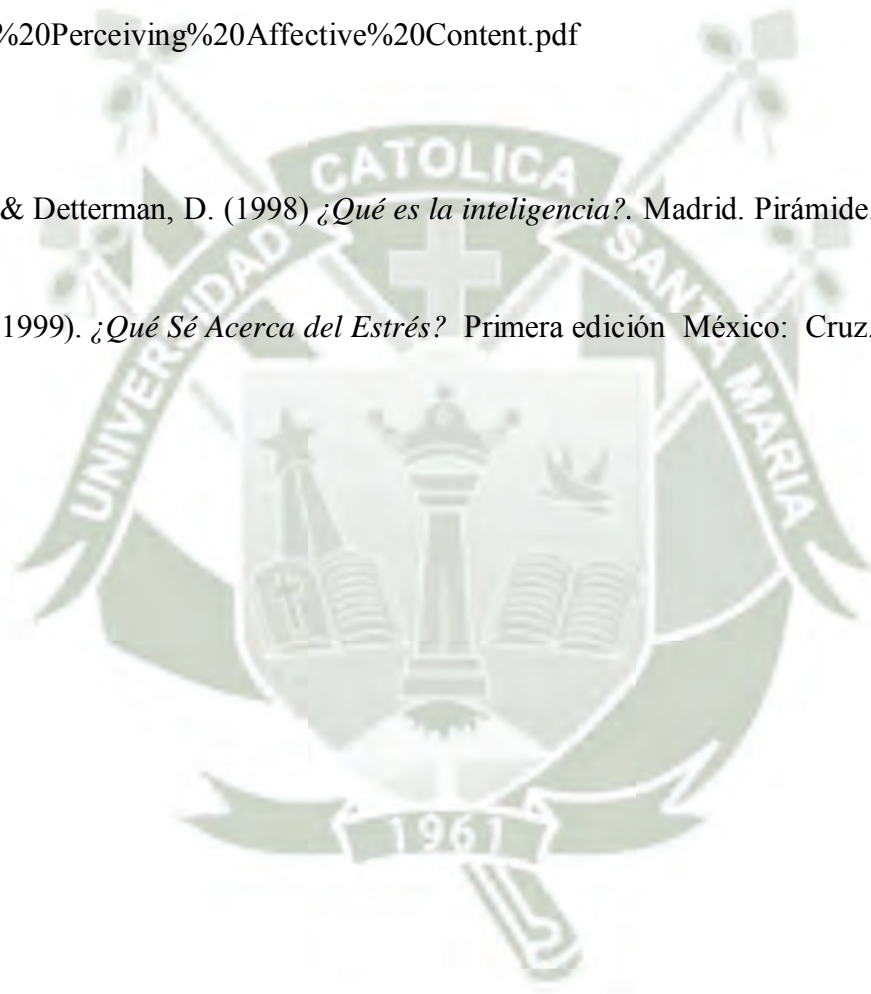 %20Perceiving%20Affective%20Content.pdf
& Detterman, D. (1998) ¿Qué es la inteligencia?. Madrid. Pirámide.
1999). ¿Qué Sé Acerca del Estrés? Primera edición México: Cruz.
UNIVERSIDAD CATOLICA SANTA MARIA
1961